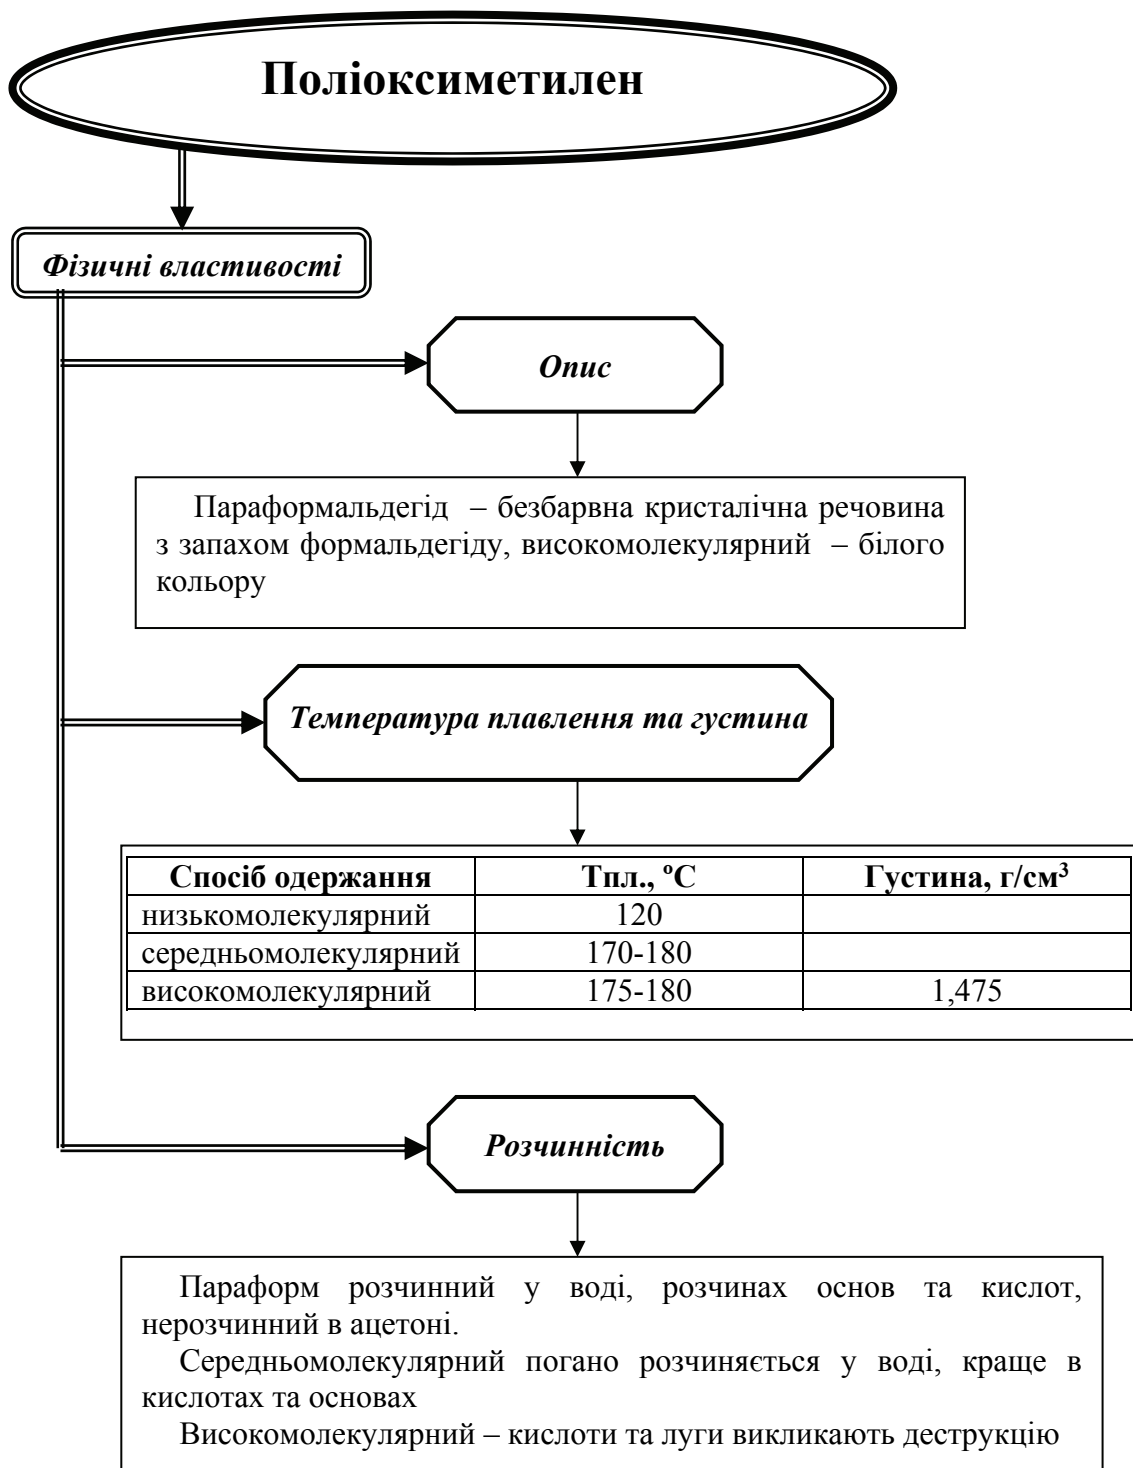 Поліоксиметилен
Фізичні властивості
Опис
Параформальдегід – безбарвна кристалічна речовина
з запахом формальдегіду, високомолекулярний – білого
кольору
Температура плавлення та густина
Спосіб одержання Тпл., ºС Густина, г/см³
низькомолекулярний 120
середньомолекулярний 170-180
високомолекулярний 175-180 1,475
Розчинність
Параформ розчинний у воді, розчинах основ та кислот,
нерозчинний в ацетоні.
Середньомолекулярний погано розчиняється у воді, краще в
кислотах та основах
Високомолекулярний – кислоти та луги викликають деструкцію